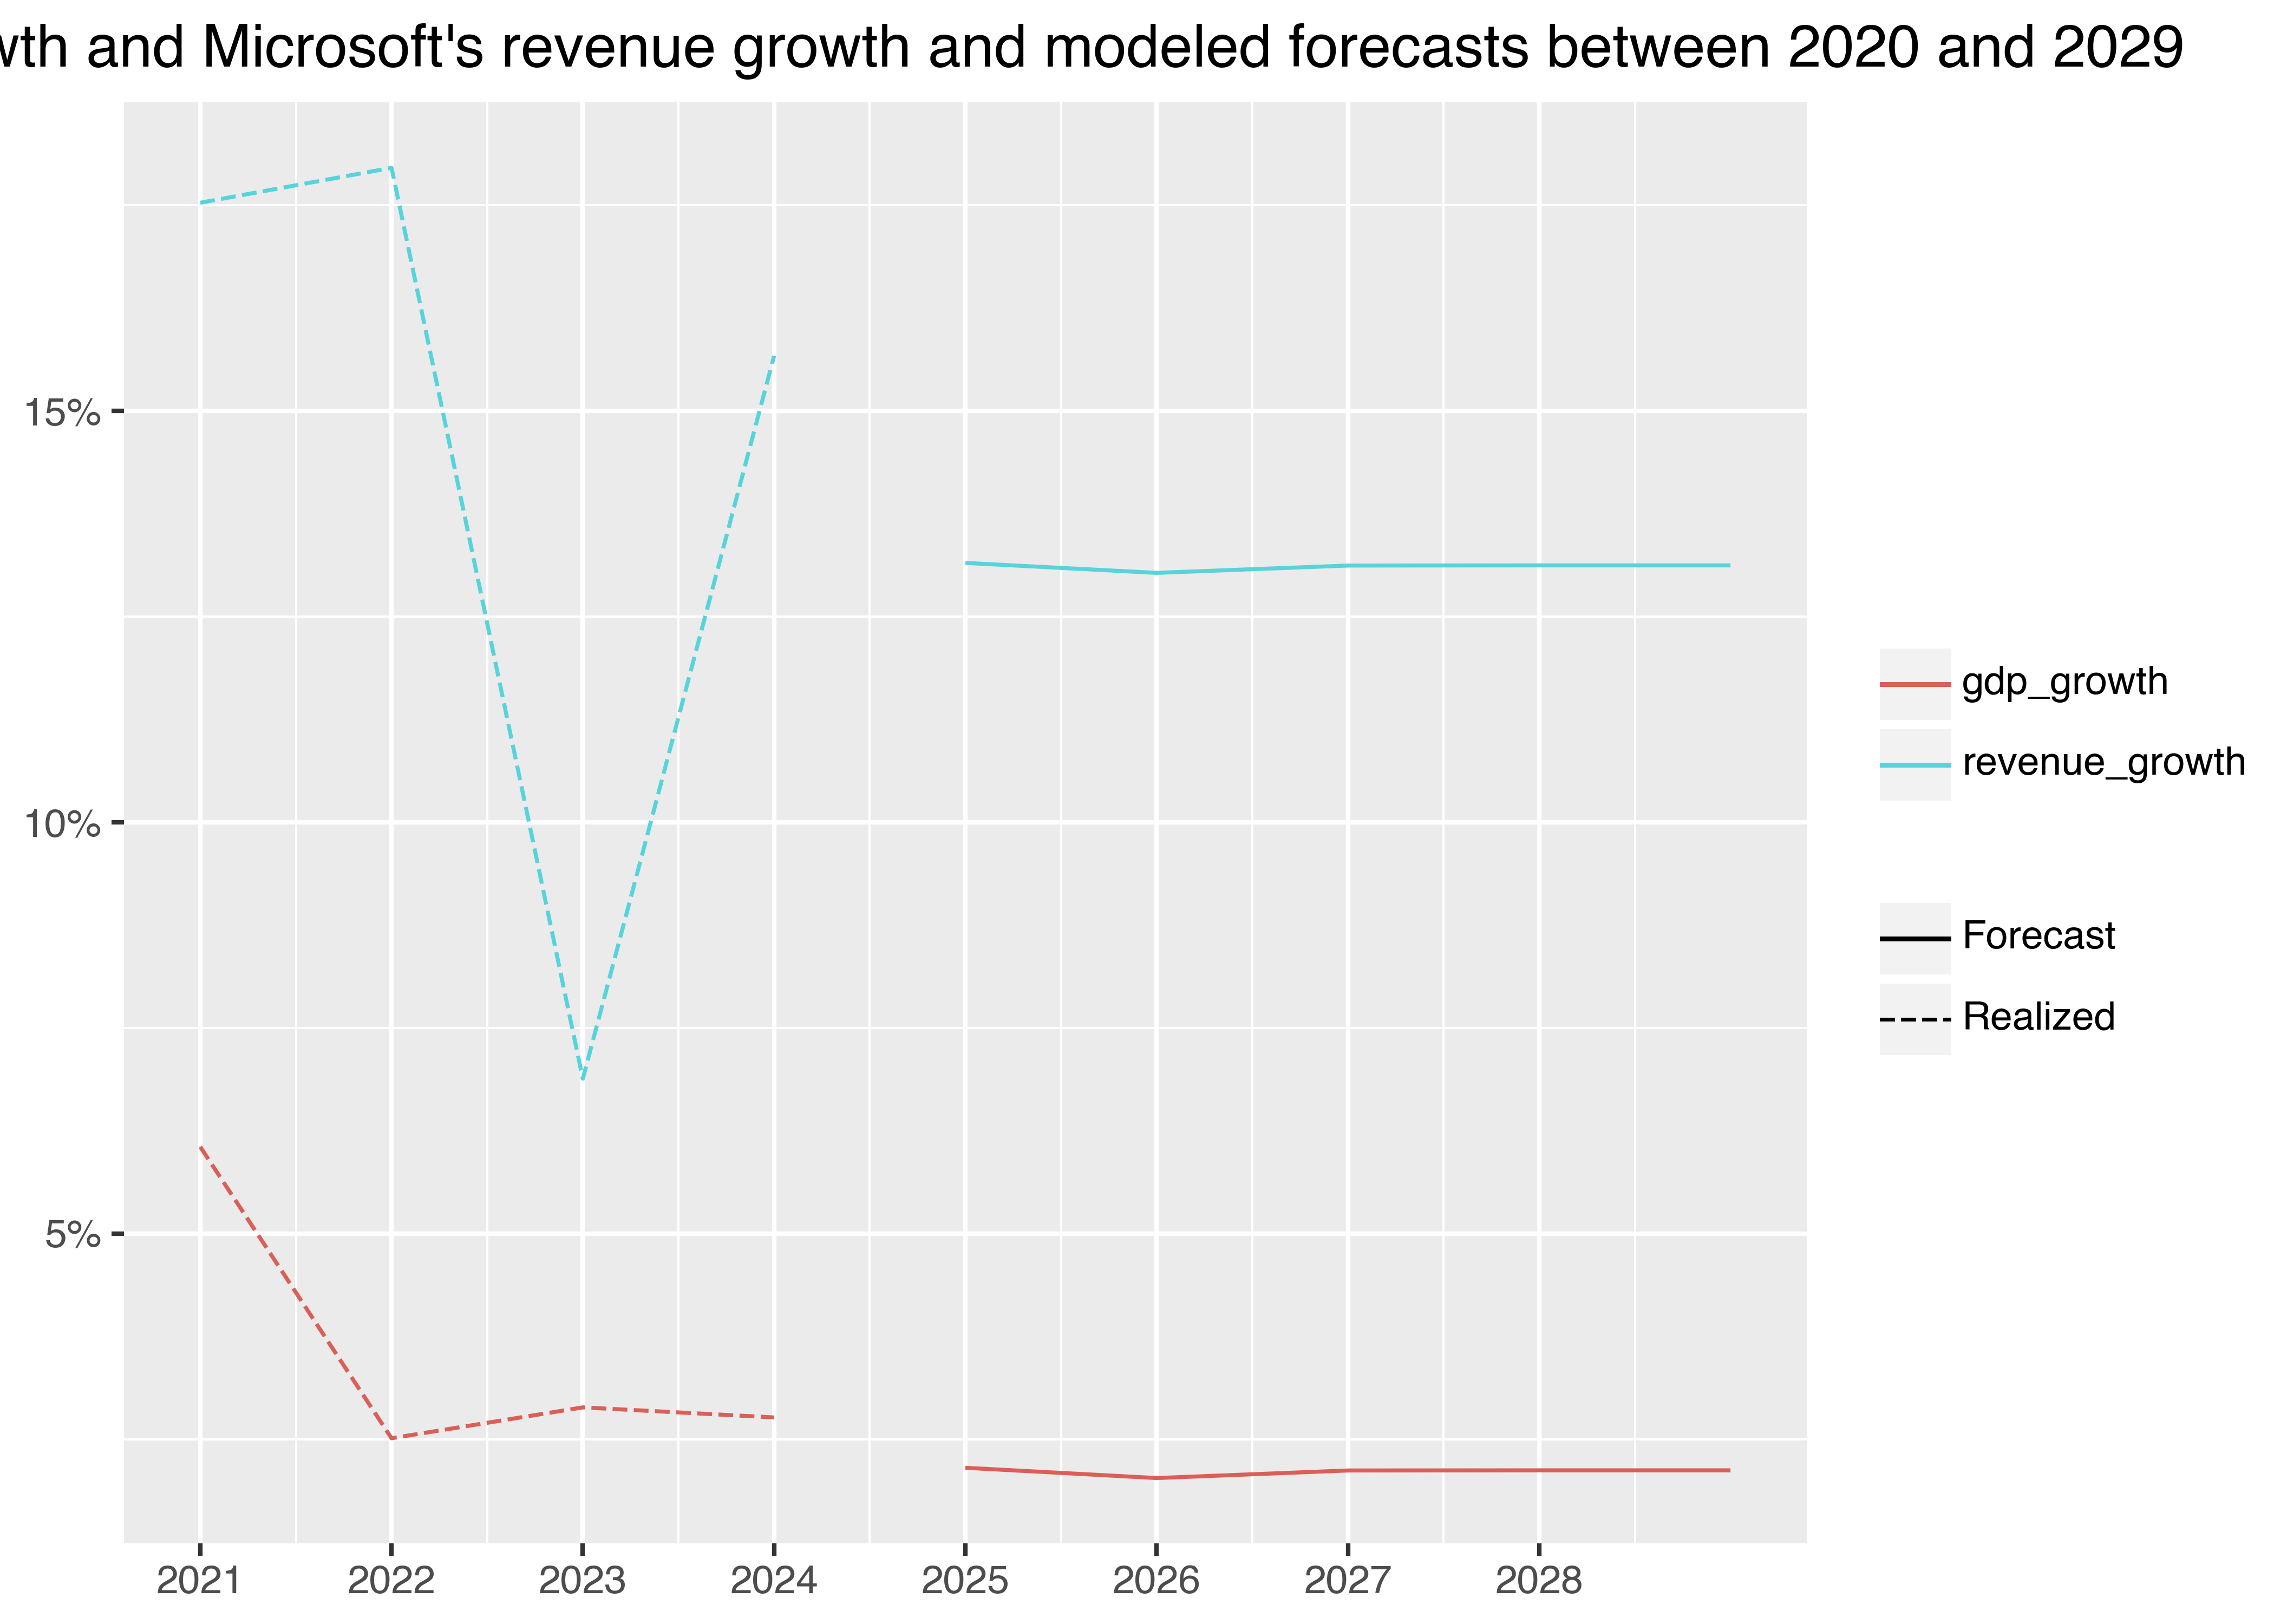 and Microsoft's revenue growth and modeled forecasts between 2020 and 2029
15%
10%
5%
2021 2022 2023 2024 2025 2026 2027 2028
gdp_growth
revenue_growth
Forecast
Realized